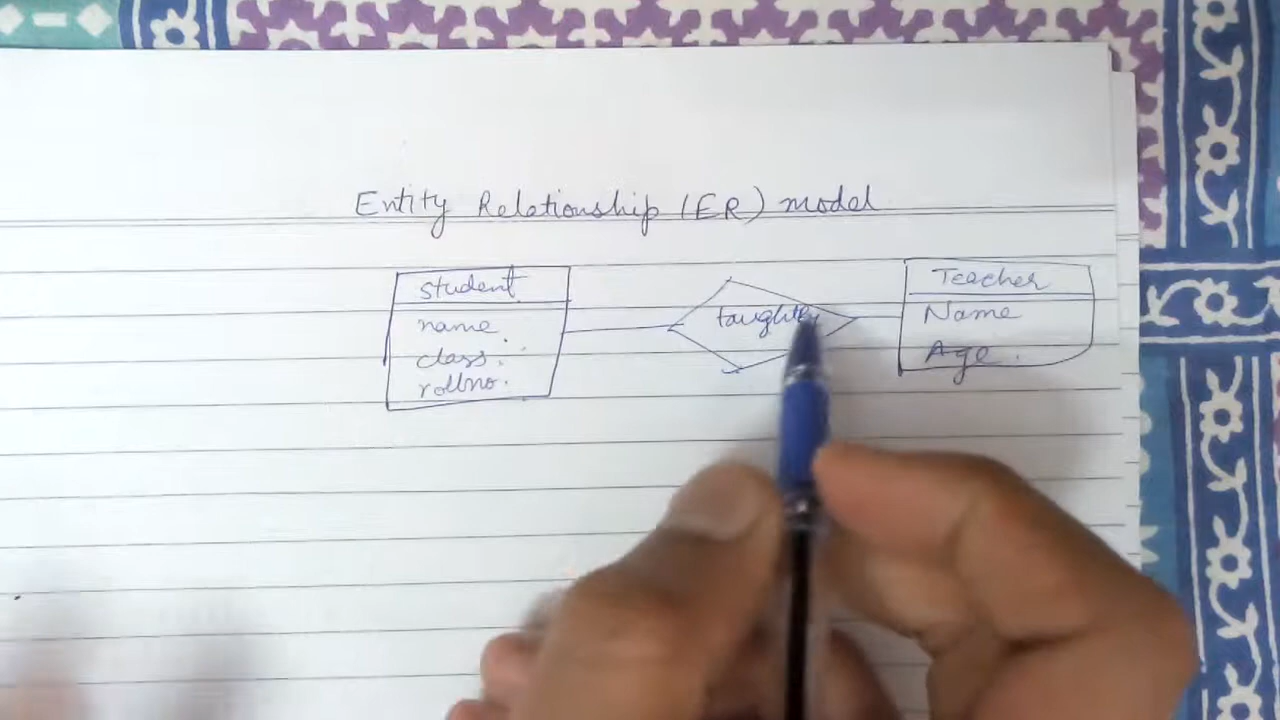 Entity Relationship (ER) model
student
name
class.
rollno.
Teacher
Name
Age.